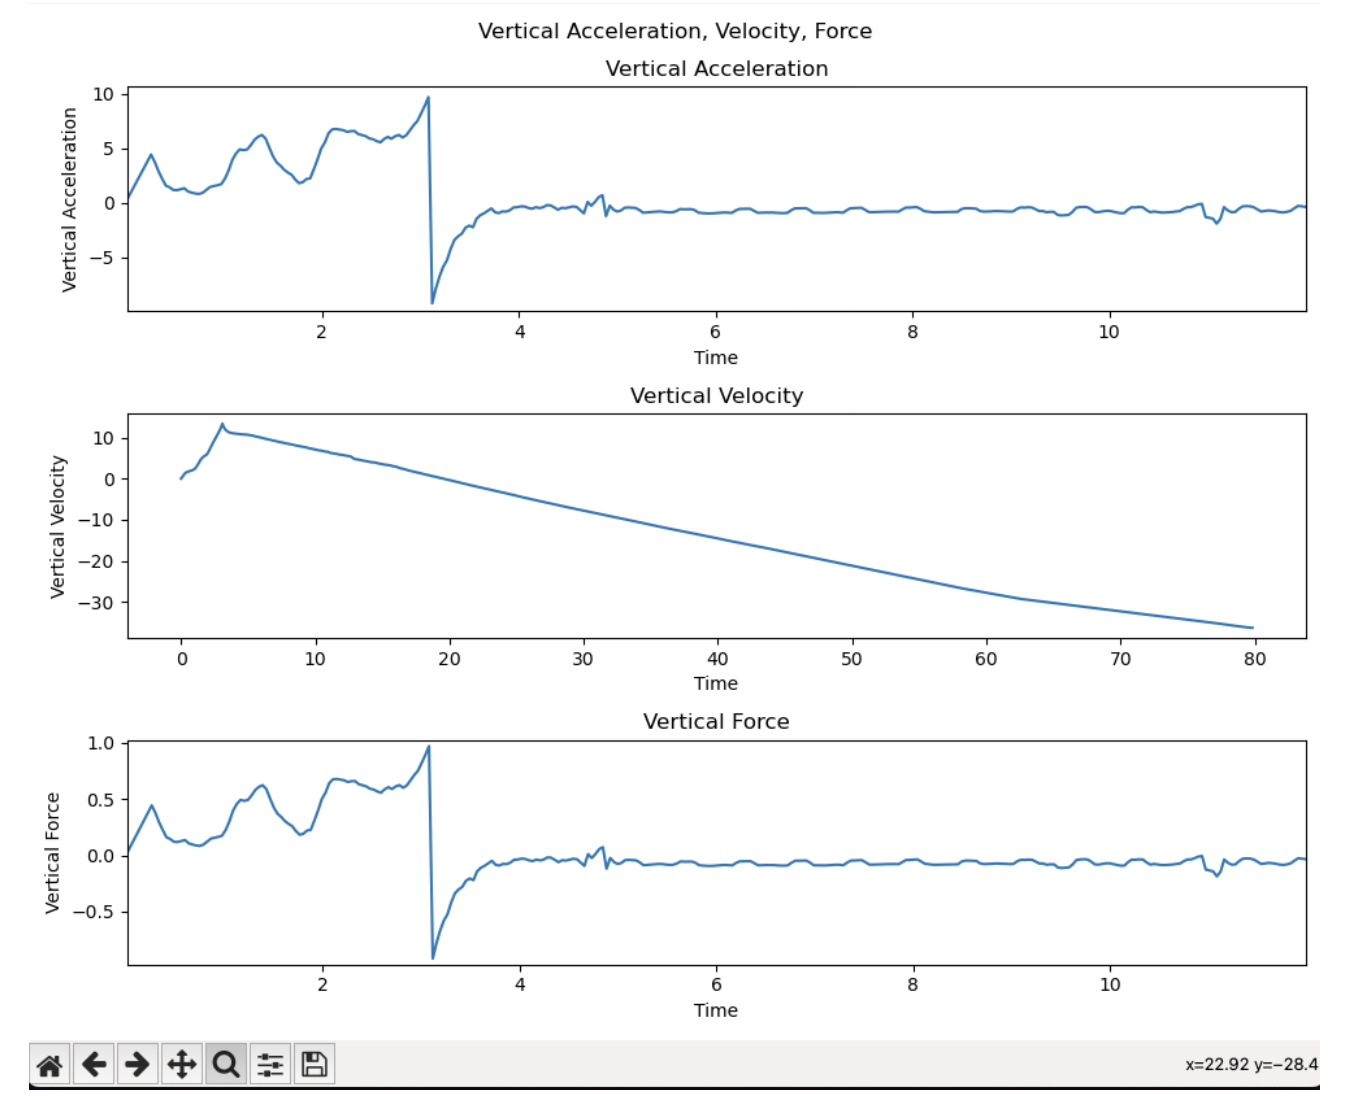 Vertical Acceleration, Velocity, Force
Vertical Acceleration
Vertical Acceleration
10
5
0
−5
2 4 6 8 10
Time
Vertical Velocity
Vertical Velocity
10
0
−10
−20
−30
0 10 20 30 40 50 60 70 80
Time
Vertical Force
Vertical Force
1.0
0.5
0.0
−0.5
2 4 6 8 10
Time
x=22.92 y=−28.4